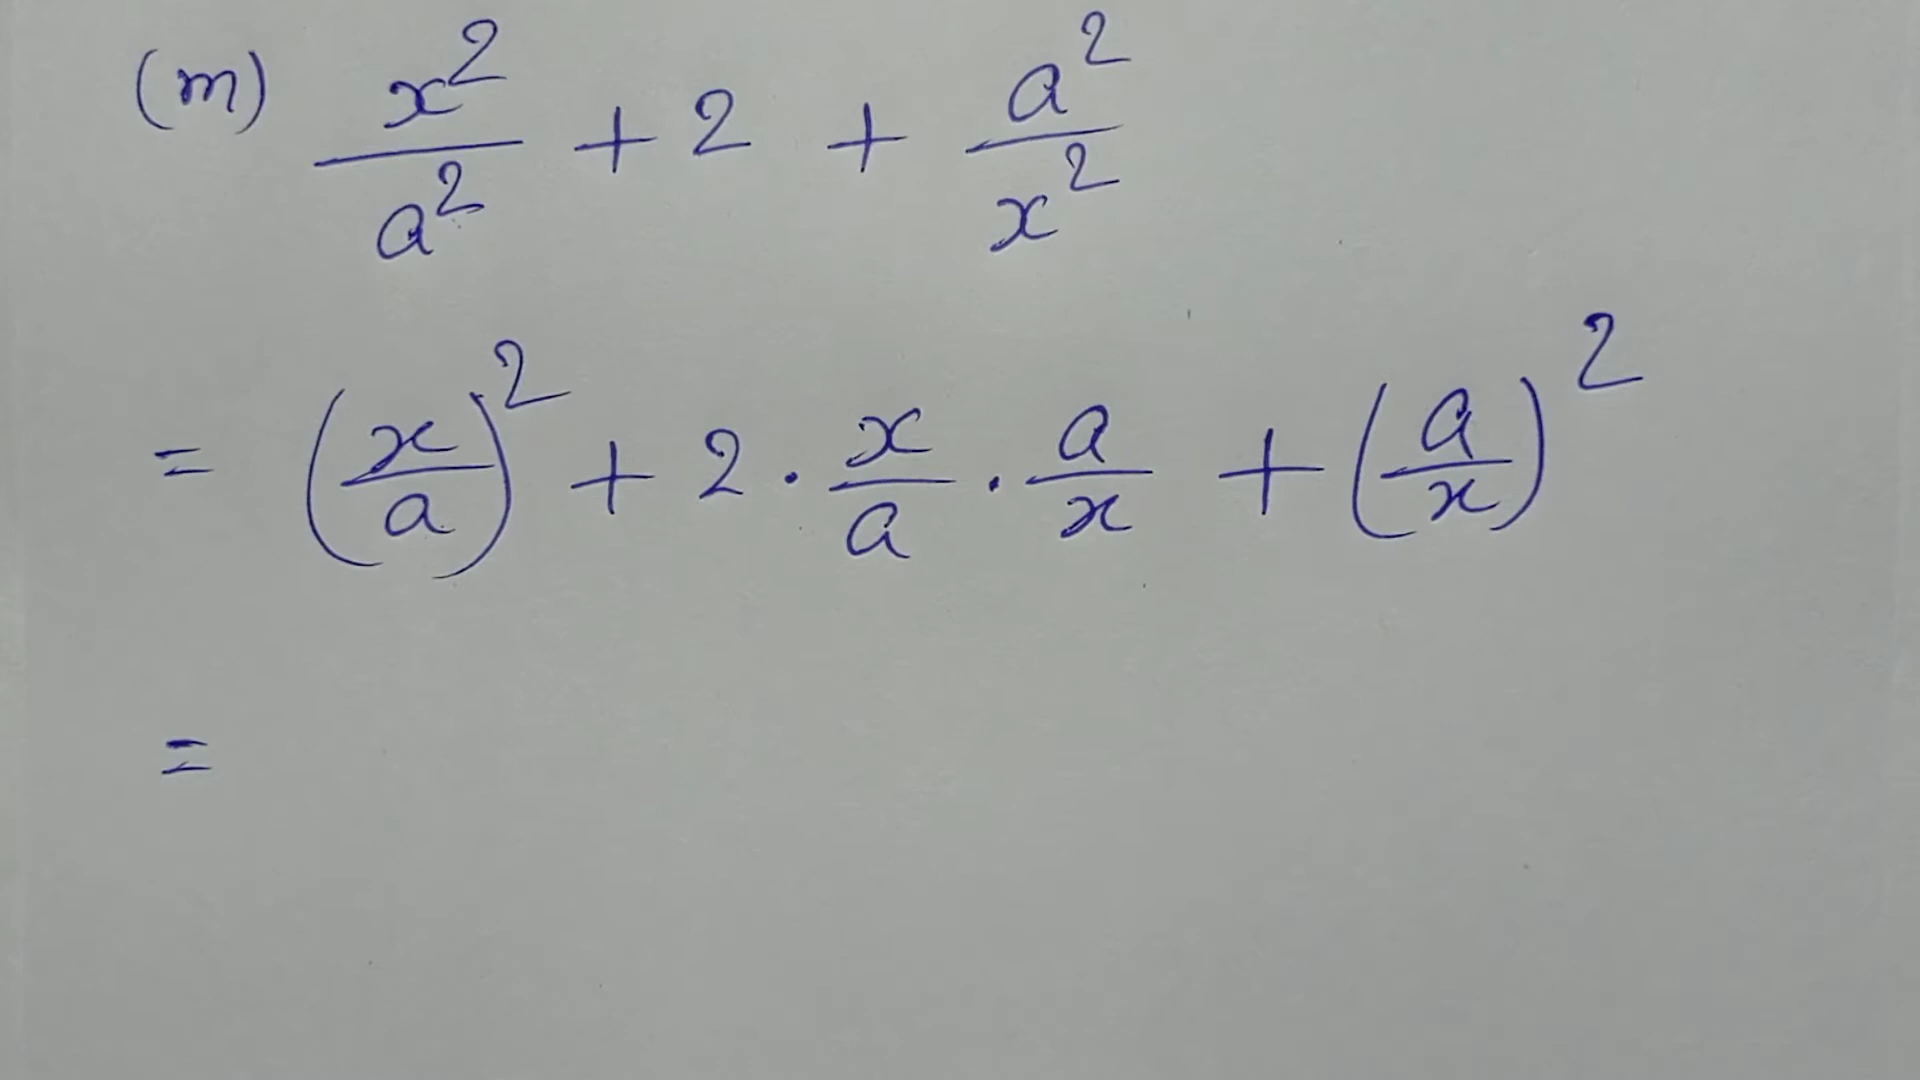 (m) x²/a² + 2 + a²/x²
= (x/a)² + 2 · x/a · a/x + (a/x)²
=